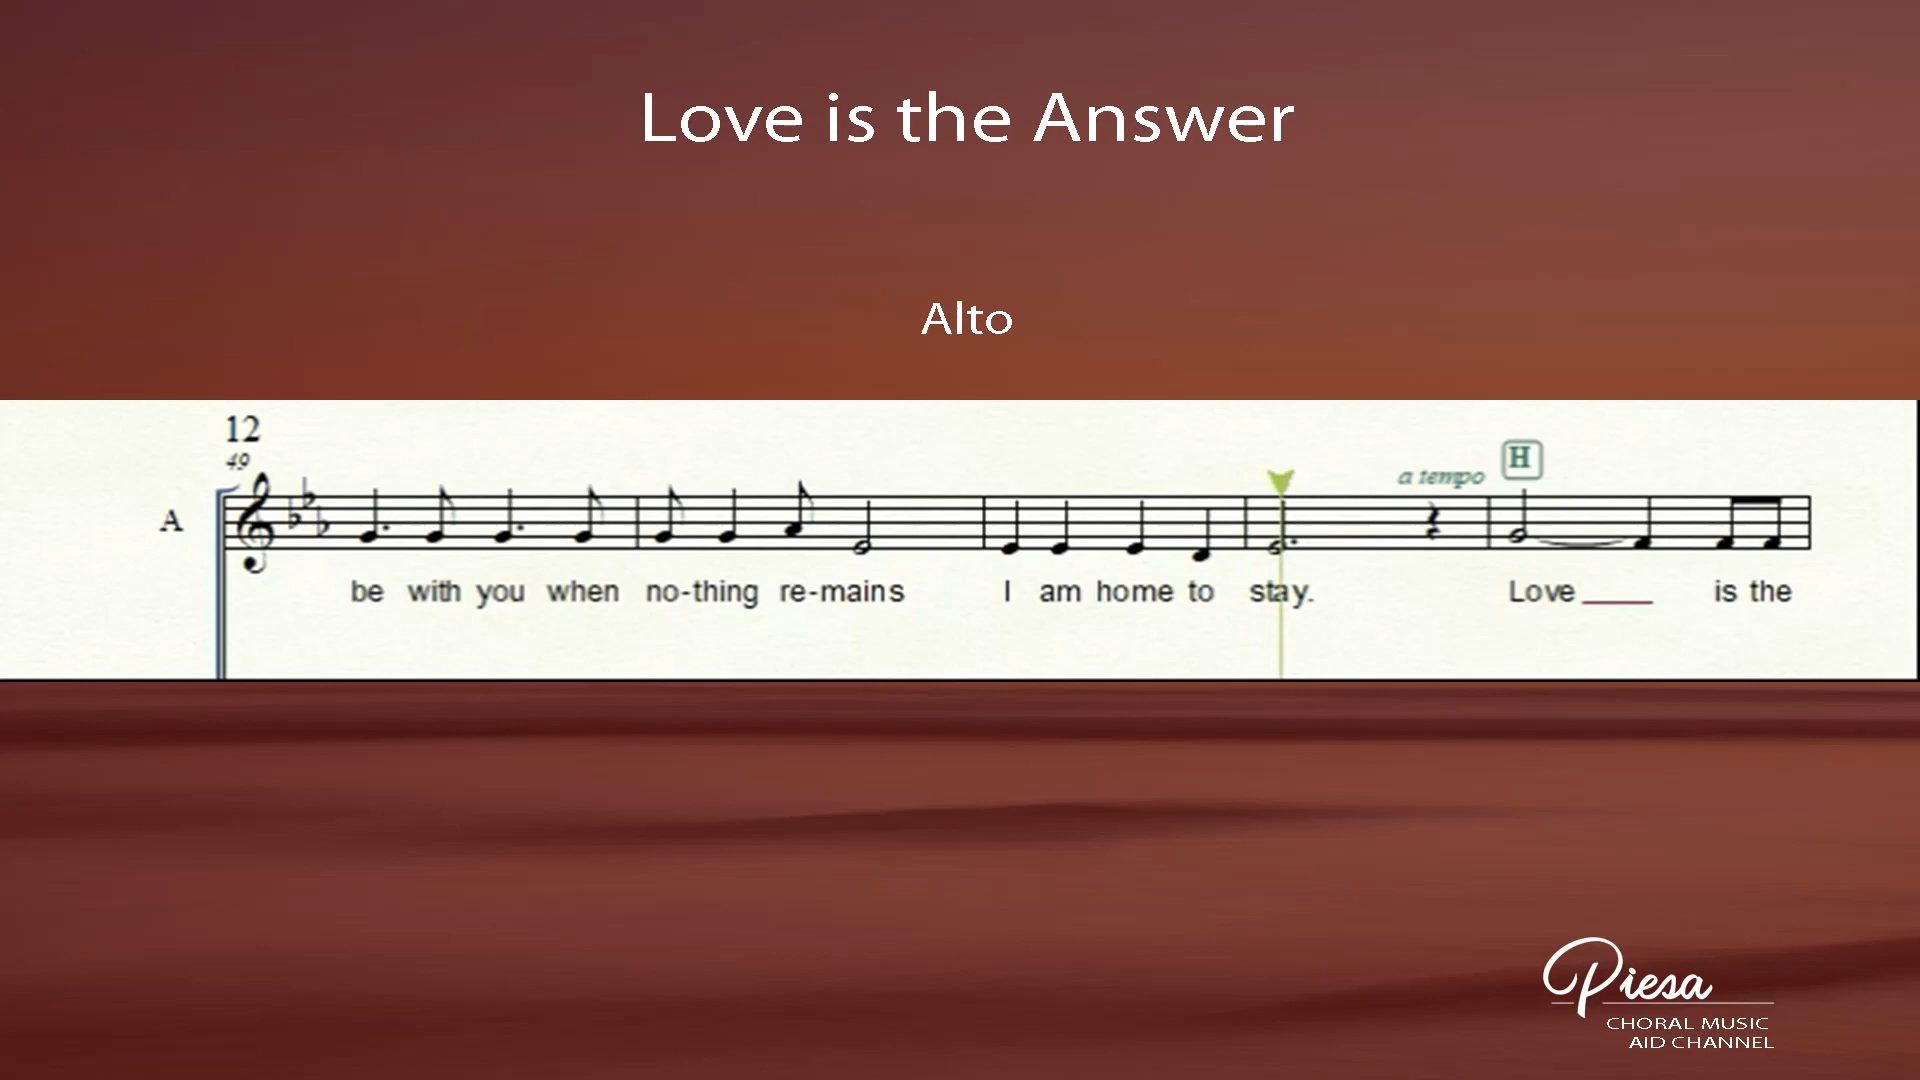 Love is the Answer
Alto
12
49
a tempo
H
A
be with you when no-thing re-mains I am home to stay. Love____ is the
Piesa
CHORAL MUSIC
AID CHANNEL